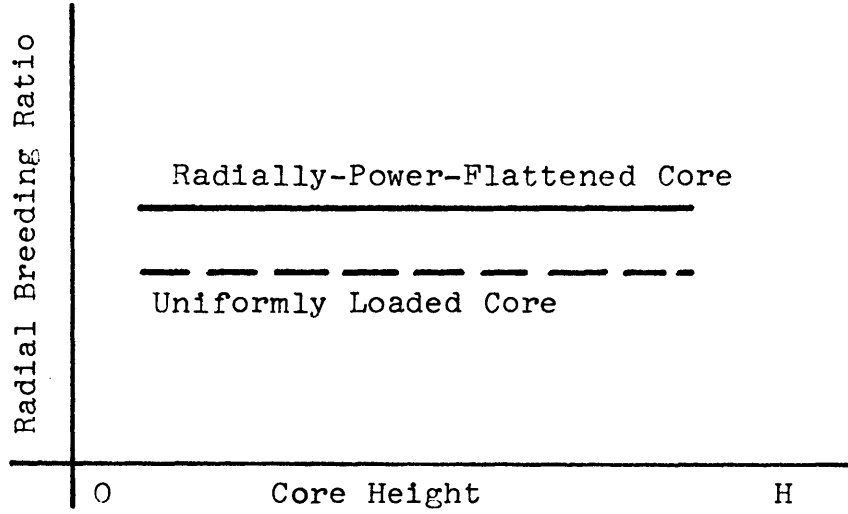 Radial Breeding Ratio
Radially-Power-Flattened Core
Uniformly Loaded Core
O Core Height H